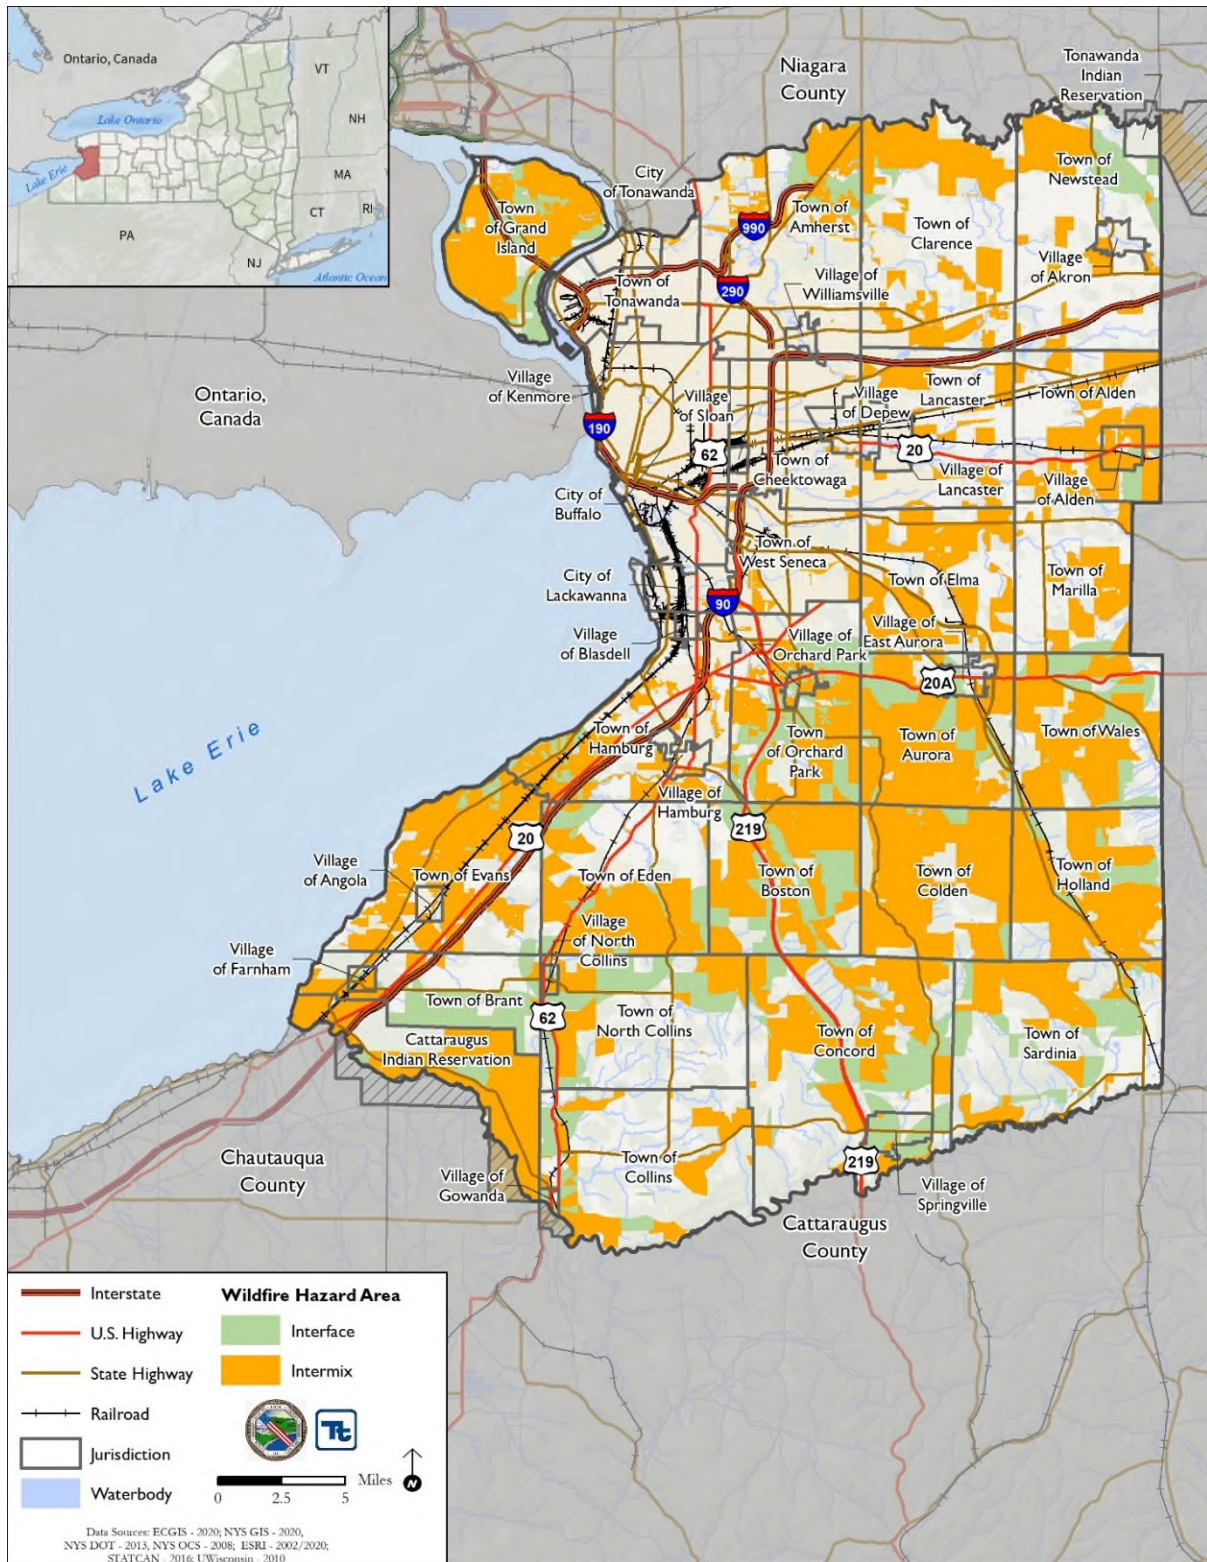 Ontario, Canada
VT
Lake Ontario
NH
Lake Erie
MA
CT
RI
PA
NJ
Atlantic Ocean
Niagara
County
Tonawanda
Indian
Reservation
City
of Tonawanda
Town of
Newstead
Town
of Grand
Island
990
Town of
Amherst
Town of
Clarence
Village
of Akron
Town of
Tonawanda
290
Village of
Williamsville
Ontario,
Canada
Village
of Kenmore
Village
of Sloan
Village
of Depew
Town of
Lancaster
Town of Alden
190
62
20
Town of
Cheektowaga
Village of
Lancaster
Village
of Alden
City of
Buffalo
Town of
West Seneca
City of
Lackawanna
Town of Elma
Town of
Marilla
90
Village
of Blasdell
Village of
Orchard Park
Village of
East Aurora
20A
Lake Erie
Town of
Hamburg
Town
of Orchard
Park
Town of
Aurora
Town of Wales
Village of
Hamburg
20
219
Village
of Angola
Town of Evans
Town of Eden
Town of
Boston
Town of
Colden
Town of
Holland
Village
of North
Collins
Village
of Farnham
Town of Brant
62
Town of
North Collins
Town of
Concord
Town of
Sardinia
Cattaraugus
Indian Reservation
Chautauqua
County
Village of
Gowanda
Town of
Collins
219
Village of
Springville
Cattaraugus
County
Interstate
U.S. Highway
State Highway
Railroad
Jurisdiction
Waterbody
Wildfire Hazard Area
Interface
Intermix
Tt
Miles
0 2.5 5
N
Data Sources: ECGIS - 2020; NYS GIS - 2020,
NYS DOT - 2013, NYS OCS - 2008; ESRI - 2002/2020;
STATCAN - 2016; UWisconsin - 2010